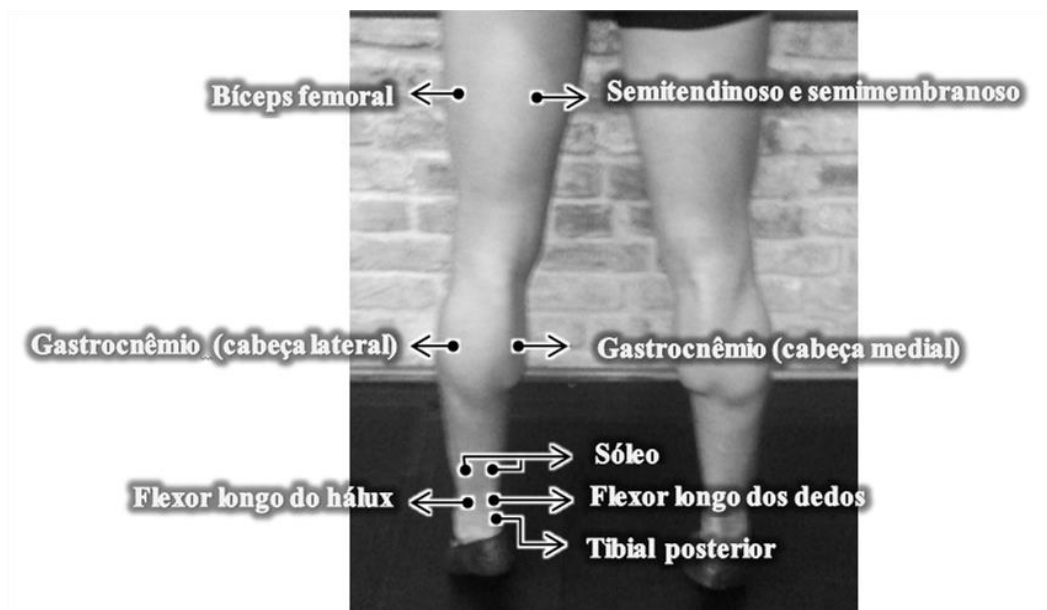 Bíceps femoral
Semitendinoso e semimembranoso
Gastrocnêmio (cabeça lateral)
Gastrocnêmio (cabeça medial)
Sóleo
Flexor longo do hálux
Flexor longo dos dedos
Tibial posterior